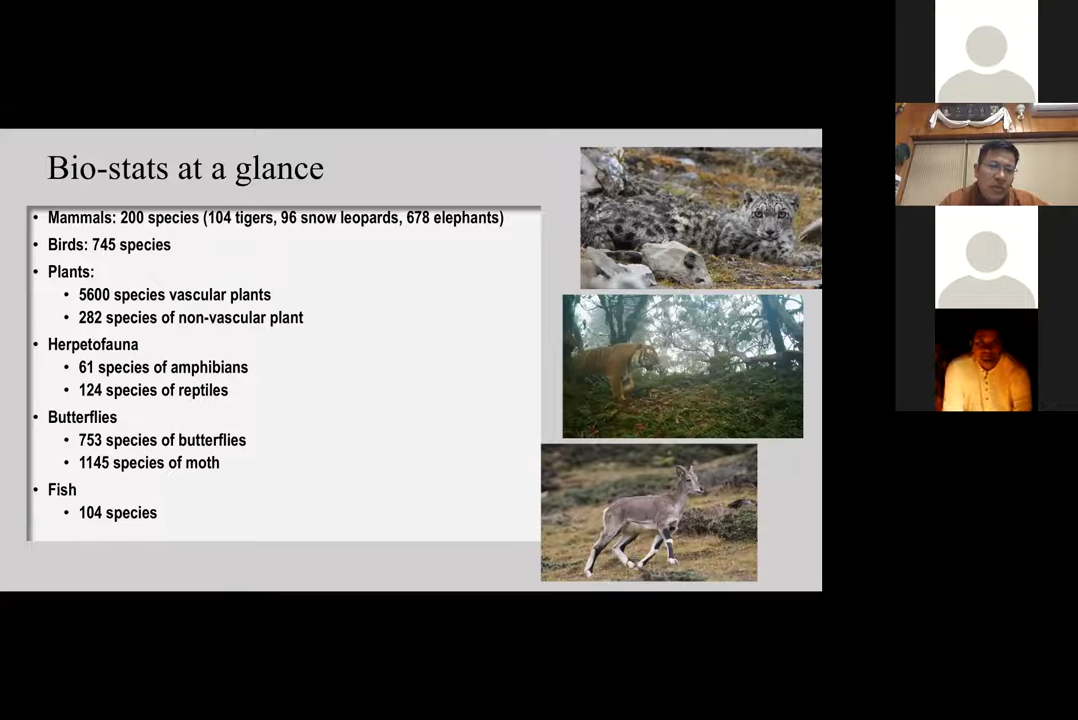 Bio-stats at a glance
• Mammals: 200 species (104 tigers, 96 snow leopards, 678 elephants)
• Birds: 745 species
• Plants:
• 5600 species vascular plants
• 282 species of non-vascular plant
• Herpetofauna
• 61 species of amphibians
• 124 species of reptiles
• Butterflies
• 753 species of butterflies
• 1145 species of moth
• Fish
• 104 species